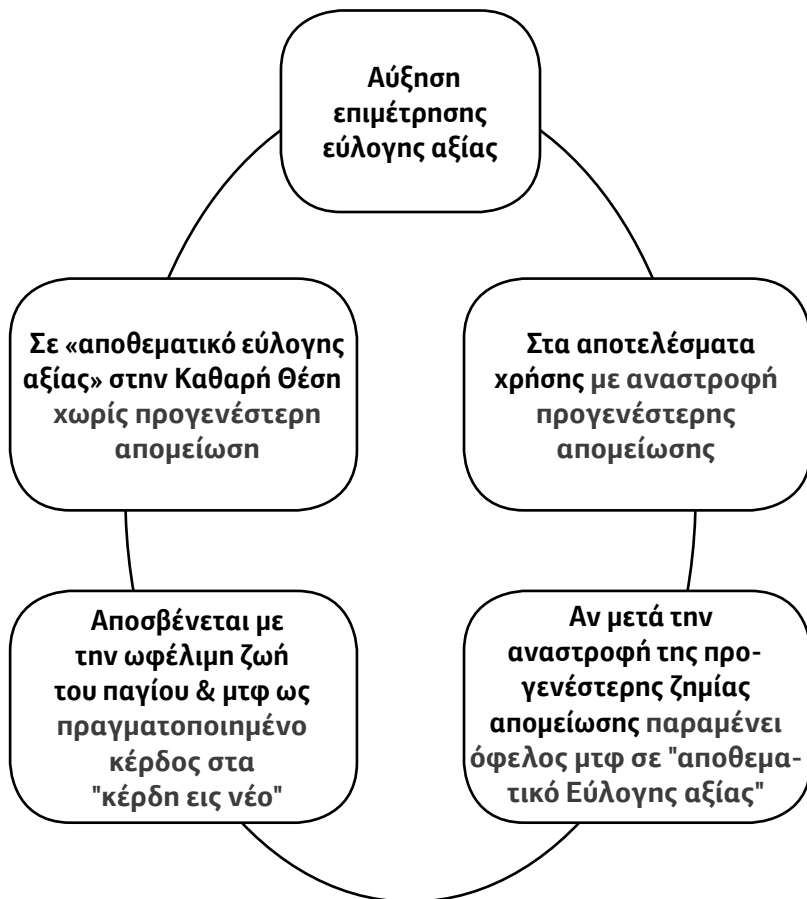 Αύξηση
επιμέτρησης
εύλογης αξίας
Σε «αποθεματικό εύλογης
αξίας» στην Καθαρή Θέση
χωρίς προγενέστερη
απομείωση
Στα αποτελέσματα
χρήσης με αναστροφή
προγενέστερης
απομείωσης
Αποσβένεται με
την ωφέλιμη ζωή
του παγίου & μτφ ως
πραγματοποιημένο
κέρδος στα
"κέρδη εις νέο"
Αν μετά την
αναστροφή της προ-
γενέστερης ζημίας
απομείωσης παραμένει
όφελος μτφ σε "αποθεμα-
τικό Εύλογης αξίας"